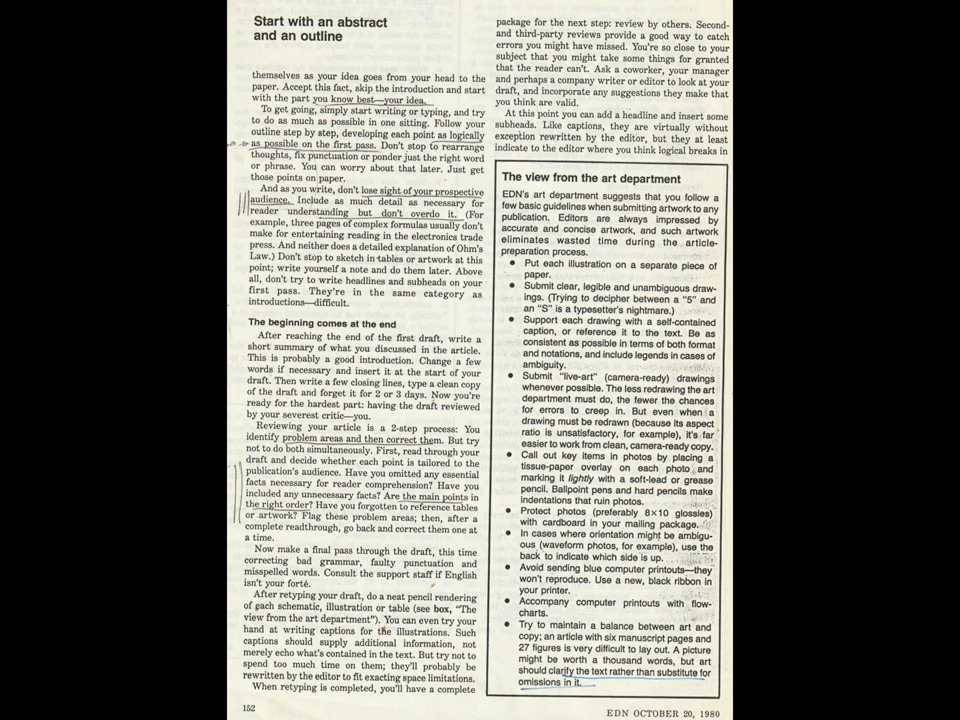 Start with an abstract
and an outline
themselves as your idea goes from your head to the
paper. Accept this fact, skip the introduction and start
with the part you know best—your idea.
To get going, simply start writing or typing, and try
to do as much as possible in one sitting. Follow your
outline step by step, developing each point as logically
as possible on the first pass. Don't stop to rearrange
thoughts, fix punctuation or ponder just the right word
or phrase. You can worry about that later. Just get
those points on paper.
And as you write, don't lose sight of your prospective
audience. Include as much detail as necessary for
reader understanding but don't overdo it. (For
example, three pages of complex formulas usually don't
make for entertaining reading in the electronics trade
press. And neither does a detailed explanation of Ohm's
Law.) Don't stop to sketch in tables or artwork at this
point; write yourself a note and do them later. Above
all, don't try to write headlines and subheads on your
first pass. They're in the same category as
introductions—difficult.
The beginning comes at the end
After reaching the end of the first draft, write a
short summary of what you discussed in the article.
This is probably a good introduction. Change a few
words if necessary and insert it at the start of your
draft. Then write a few closing lines, type a clean copy
of the draft and forget it for 2 or 3 days. Now you're
ready for the hardest part: having the draft reviewed
by your severest critic—you.
Reviewing your article is a 2-step process: You
identify problem areas and then correct them. But try
not to do both simultaneously. First, read through your
draft and decide whether each point is tailored to the
publication's audience. Have you omitted any essential
facts necessary for reader comprehension? Have you
included any unnecessary facts? Are the main points in
the right order? Have you forgotten to reference tables
or artwork? Flag these problem areas; then, after a
complete readthrough, go back and correct them one at
a time.
Now make a final pass through the draft, this time
correcting bad grammar, faulty punctuation and
misspelled words. Consult the support staff if English
isn't your forté.
After retyping your draft, do a neat pencil rendering
of each schematic, illustration or table (see box, "The
view from the art department"). You can even try your
hand at writing captions for the illustrations. Such
captions should supply additional information, not
merely echo what's contained in the text. But try not to
spend too much time on them; they'll probably be
rewritten by the editor to fit exacting space limitations.
When retyping is completed, you'll have a complete
package for the next step: review by others. Second-
and third-party reviews provide a good way to catch
errors you might have missed. You're so close to your
subject that you might take some things for granted
that the reader can't. Ask a coworker, your manager
and perhaps a company writer or editor to look at your
draft, and incorporate any suggestions they make that
you think are valid.
At this point you can add a headline and insert some
subheads. Like captions, they are virtually without
exception rewritten by the editor, but they at least
indicate to the editor where you think logical breaks in
The view from the art department
EDN's art department suggests that you follow a
few basic guidelines when submitting artwork to any
publication. Editors are always impressed by
accurate and concise artwork, and such artwork
eliminates wasted time during the article-
preparation process.
• Put each illustration on a separate piece of
paper.
• Submit clear, legible and unambiguous draw-
ings. (Trying to decipher between a "5" and
an "S" is a typesetter's nightmare.)
• Support each drawing with a self-contained
caption, or reference it to the text. Be as
consistent as possible in terms of both format
and notations, and include legends in cases of
ambiguity.
• Submit "live-art" (camera-ready) drawings
whenever possible. The less redrawing the art
department must do, the fewer the chances
for errors to creep in. But even when a
drawing must be redrawn (because its aspect
ratio is unsatisfactory, for example), it's far
easier to work from clean, camera-ready copy.
• Call out key items in photos by placing a
tissue-paper overlay on each photo and
marking it lightly with a soft-lead or grease
pencil. Ballpoint pens and hard pencils make
indentations that ruin photos.
• Protect photos (preferably 8×10 glossies)
with cardboard in your mailing package.
• In cases where orientation might be ambigu-
ous (waveform photos, for example), use the
back to indicate which side is up.
• Avoid sending blue computer printouts—they
won't reproduce. Use a new, black ribbon in
your printer.
• Accompany computer printouts with flow-
charts.
• Try to maintain a balance between art and
copy; an article with six manuscript pages and
27 figures is very difficult to lay out. A picture
might be worth a thousand words, but art
should clarify the text rather than substitute for
omissions in it.
152
EDN OCTOBER 20, 1980